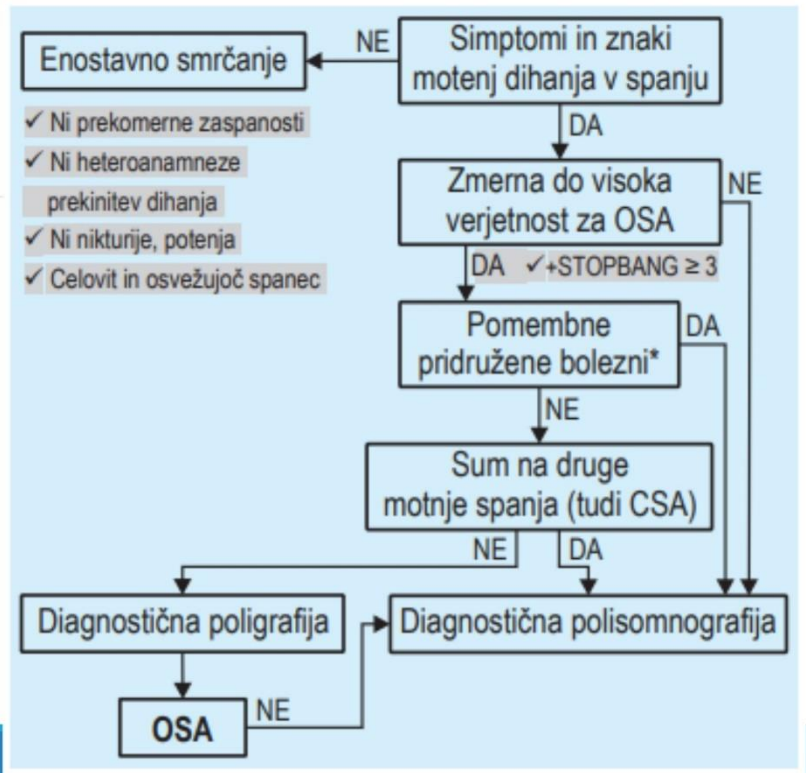 Simptomi in znaki
motenj dihanja v spanju
NE
Enostavno smrčanje
✓ Ni prekomerne zaspanosti
✓ Ni heteroanamneze
prekinitev dihanja
✓ Ni nikturije, potenja
✓ Celovit in osvežujoč spanec
DA
Zmerna do visoka
verjetnost za OSA
NE
DA ✓+STOPBANG ≥ 3
Pomembne
pridružene bolezni*
DA
NE
Sum na druge
motnje spanja (tudi CSA)
NE
DA
Diagnostična poligrafija
Diagnostična polisomnografija
OSA
NE